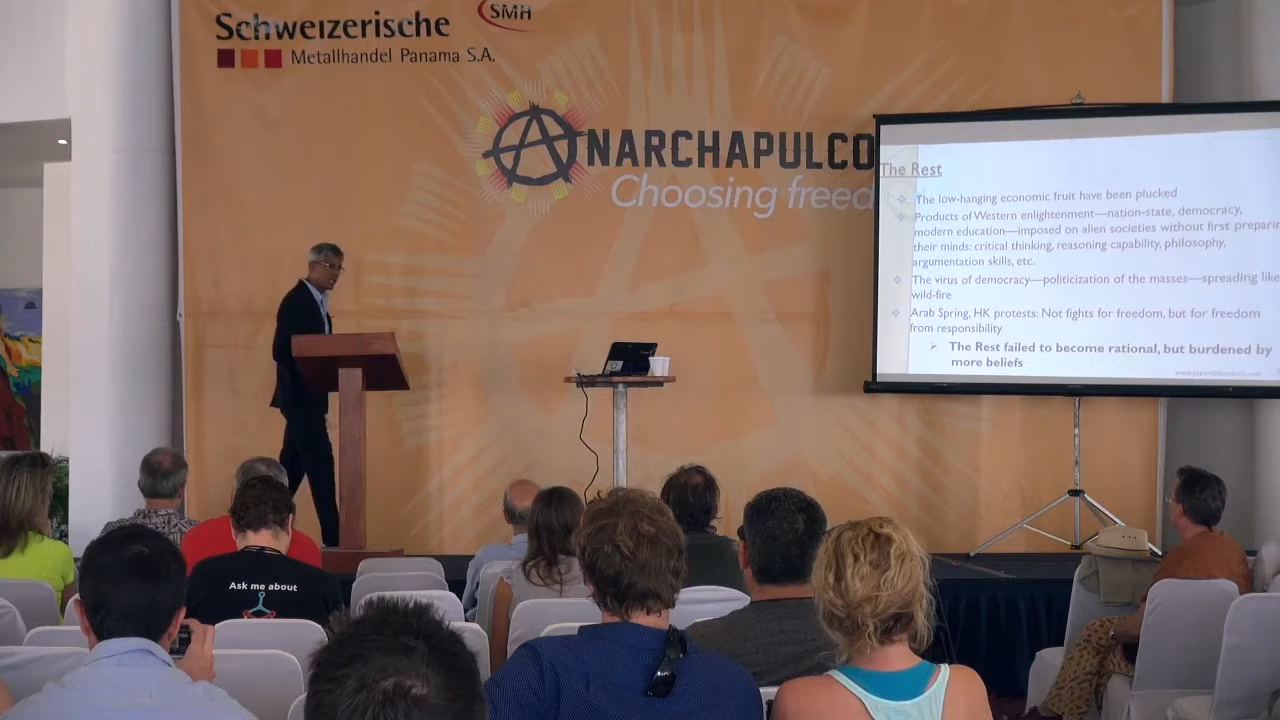 Schweizerische
SMH
Metallhandel Panama S.A.
NARCHAPULCO
Choosing freed
The Rest
The low-hanging economic fruit have been plucked
Products of Western enlightenment—nation-state, democracy,
modern education—imposed on alien societies without first preparin
their minds: critical thinking, reasoning capability, philosophy,
argumentation skills, etc.
The virus of democracy—politicization of the masses—spreading like
wild-fire
Arab Spring, HK protests: Not fights for freedom, but for freedom
from responsibility
The Rest failed to become rational, but burdened by
more beliefs
Ask me about